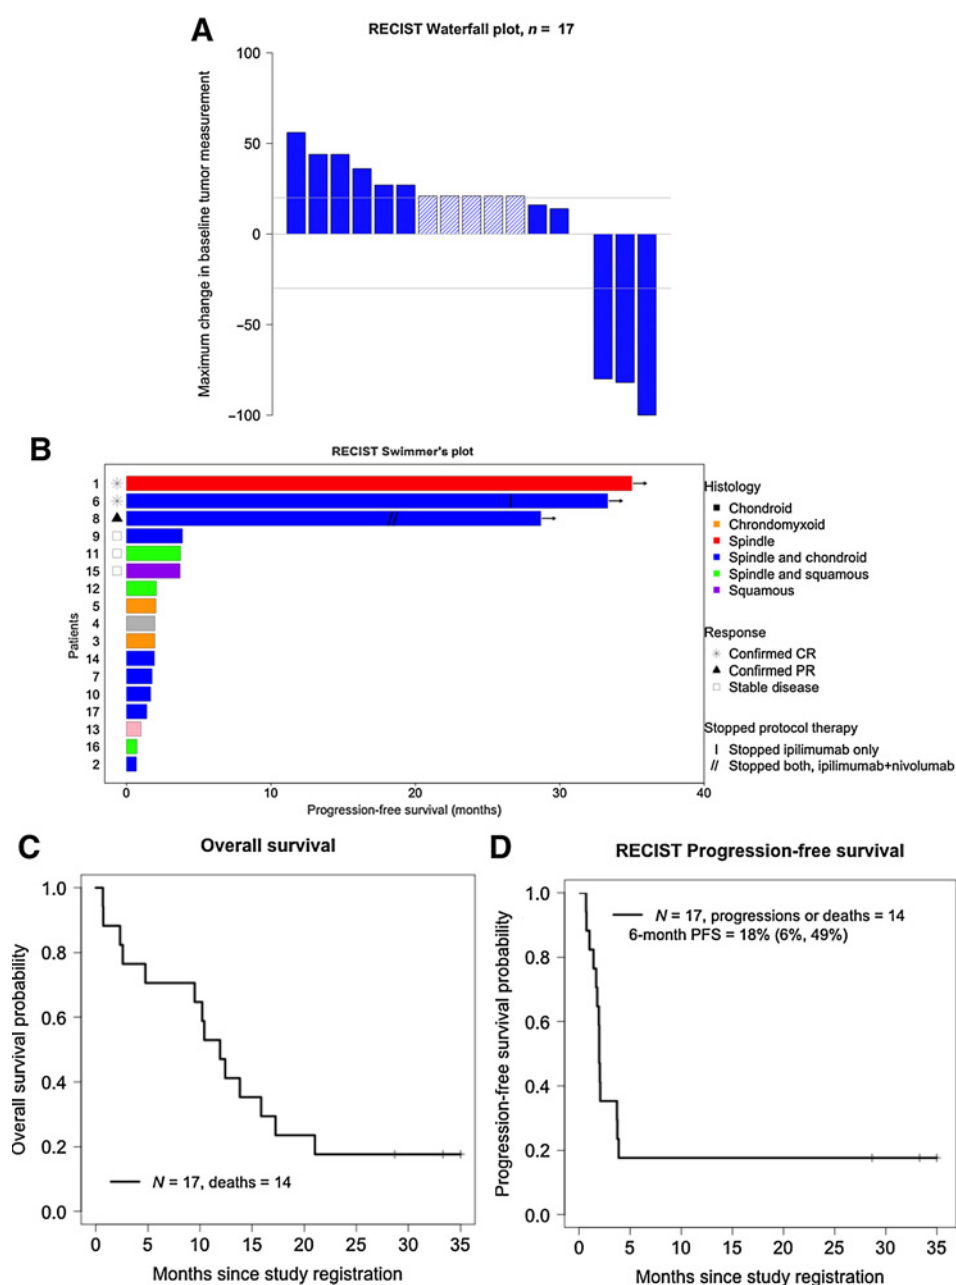 A
RECIST Waterfall plot, n = 17
Maximum change in baseline tumor measurement
100
50
0
−50
−100
B
RECIST Swimmer's plot
Patients
1
6
8
9
11
15
12
5
4
3
14
7
10
17
13
16
2
0
10
20
30
40
Progression-free survival (months)
Histology
Chondroid
Chrondomyxoid
Spindle
Spindle and chondroid
Spindle and squamous
Squamous
Response
Confirmed CR
Confirmed PR
Stable disease
Stopped protocol therapy
Stopped ipilimumab only
Stopped both, ipilimumab+nivolumab
C
Overall survival
Overall survival probability
1.0
0.8
0.6
0.4
0.2
0.0
N = 17, deaths = 14
0 5 10 15 20 25 30 35
Months since study registration
D
RECIST Progression-free survival
Progression-free survival probability
1.0
0.8
0.6
0.4
0.2
0.0
N = 17, progressions or deaths = 14
6-month PFS = 18% (6%, 49%)
0 5 10 15 20 25 30 35
Months since study registration